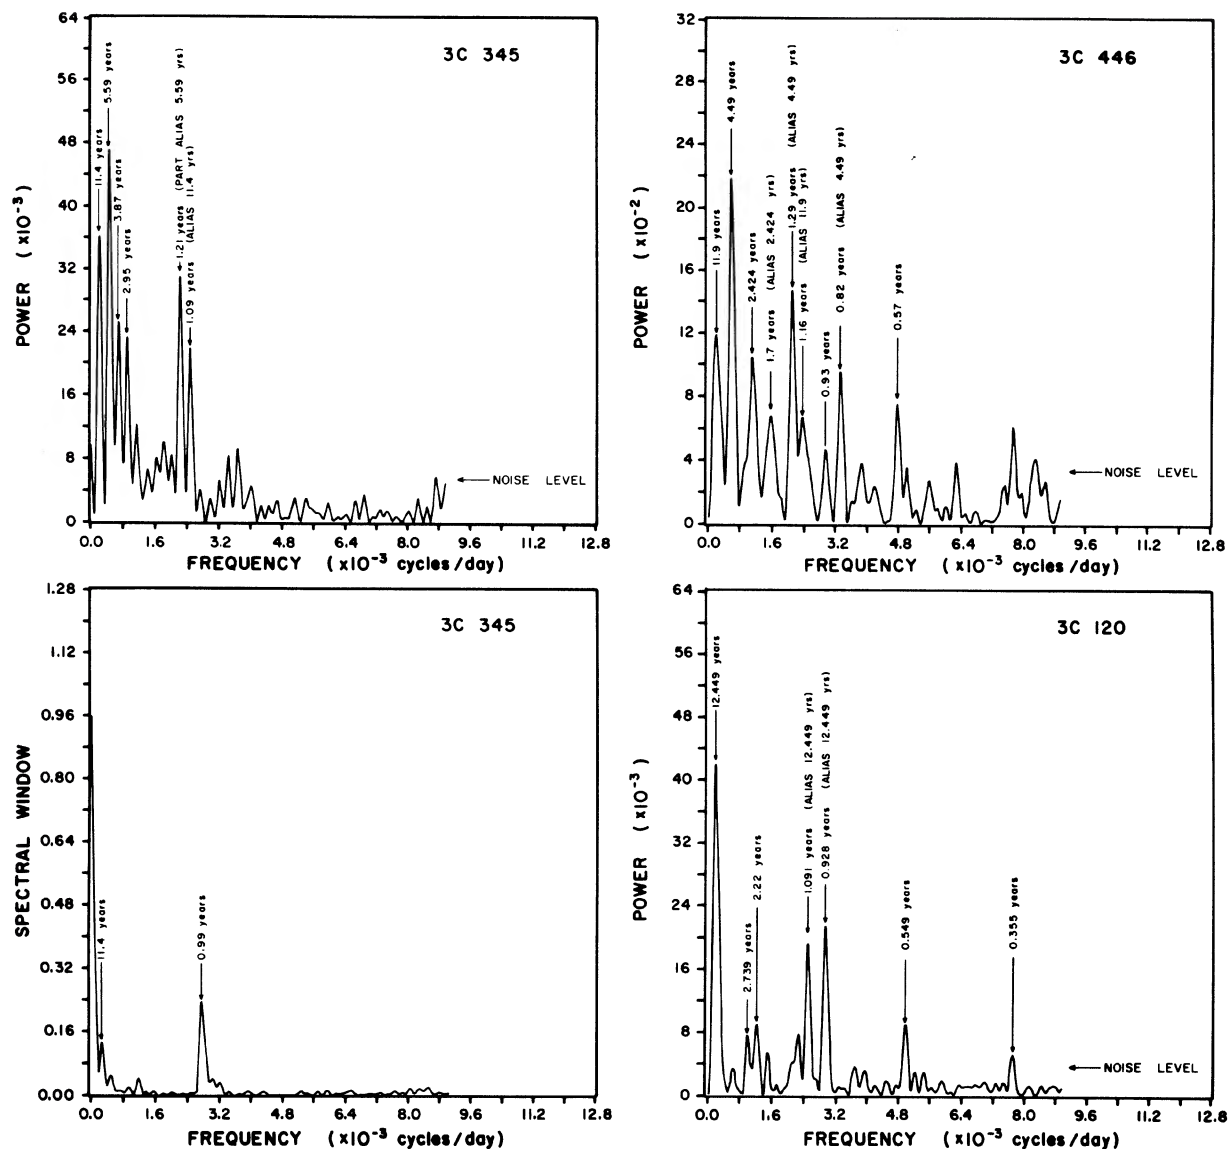 3C 345
POWER (x10⁻³)
64
56
48
40
32
24
16
8
0
11.4 years
5.59 years
3.87 years
2.95 years
1.21 years (PART ALIAS 5.59 yrs)
1.09 years (ALIAS 11.4 yrs)
← NOISE LEVEL
0.0 1.6 3.2 4.8 6.4 8.0 9.6 11.2 12.8
FREQUENCY (x10⁻³ cycles/day)
3C 446
POWER (x10⁻²)
32
28
24
20
16
12
8
4
0
11.9 years
4.49 years
2.424 years
1.7 years (ALIAS 2.424 yrs)
1.29 years (ALIAS 4.49 yrs)
1.16 years (ALIAS 11.9 yrs)
0.93 years
0.82 years (ALIAS 4.49 yrs)
0.57 years
← NOISE LEVEL
0.0 1.6 3.2 4.8 6.4 8.0 9.6 11.2 12.8
FREQUENCY (x10⁻³ cycles/day)
3C 345
SPECTRAL WINDOW
1.28
1.12
0.96
0.80
0.64
0.48
0.32
0.16
0.00
11.4 years
0.99 years
0.0 1.6 3.2 4.8 6.4 8.0 9.6 11.2 12.8
FREQUENCY (x10⁻³ cycles/day)
3C 120
POWER (x10⁻³)
64
56
48
40
32
24
16
8
0
12.449 years
2.739 years
2.22 years
1.091 years (ALIAS 12.449 yrs)
0.928 years (ALIAS 12.449 yrs)
0.549 years
0.355 years
← NOISE LEVEL
0.0 1.6 3.2 4.8 6.4 8.0 9.6 11.2 12.8
FREQUENCY (x10⁻³ cycles/day)